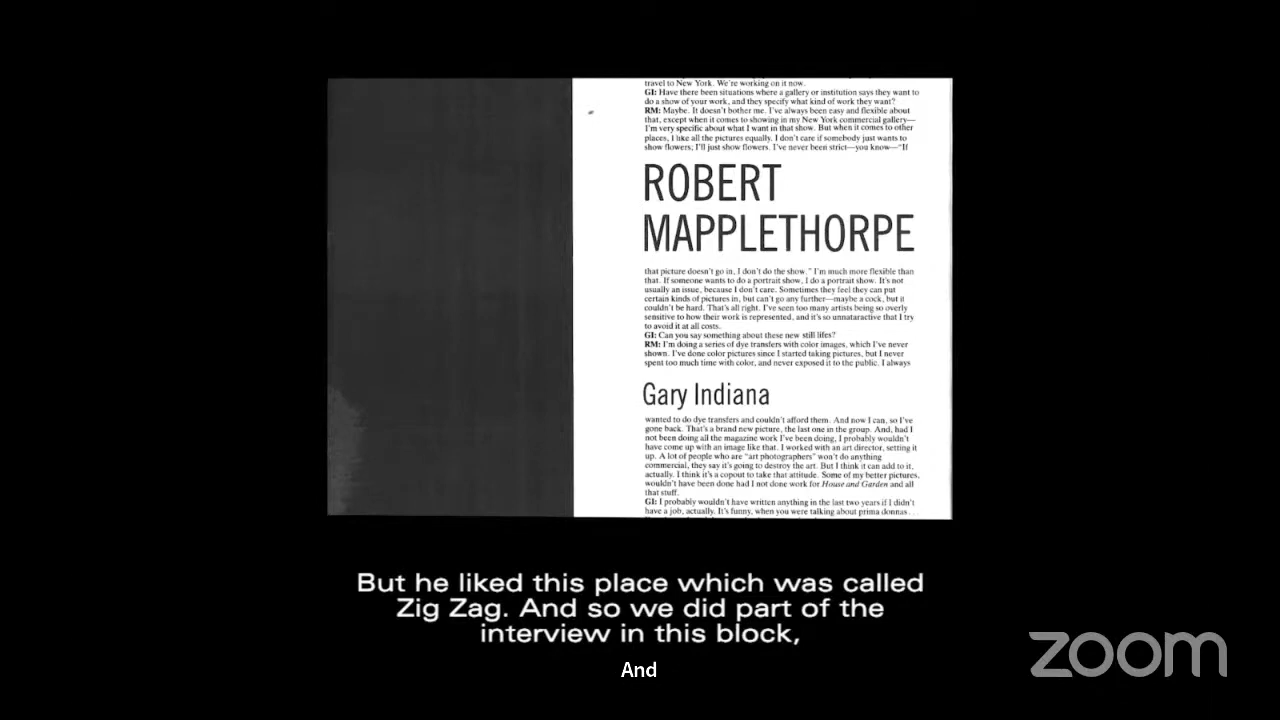 travel to New York. We're working on it now.
GI: Have there been situations where a gallery or institution says they want to
do a show of your work, and they specify what kind of work they want?
RM: Maybe. It doesn't bother me. I've always been easy and flexible about
that, except when it comes to showing in my New York commercial gallery—
I'm very specific about what I want in that show. But when it comes to other
places, I like all the pictures equally. I don't care if somebody just wants to
show flowers; I'll just show flowers. I've never been strict—you know—"If
ROBERT
MAPPLETHORPE
that picture doesn't go in, I don't do the show." I'm much more flexible than
that. If someone wants to do a portrait show, I do a portrait show. It's not
usually an issue, because I don't care. Sometimes they feel they can put
certain kinds of pictures in, but can't go any further—maybe a cock, but it
couldn't be hard. That's all right. I've seen too many artists being so overly
sensitive to how their work is represented, and it's so unnataractive that I try
to avoid it at all costs.
GI: Can you say something about these new still lifes?
RM: I'm doing a series of dye transfers with color images, which I've never
shown. I've done color pictures since I started taking pictures, but I never
spent too much time with color, and never exposed it to the public. I always
Gary Indiana
wanted to do dye transfers and couldn't afford them. And now I can, so I've
gone back. That's a brand new picture, the last one in the group. And, had I
not been doing all the magazine work I've been doing, I probably wouldn't
have come up with an image like that. I worked with an art director, setting it
up. A lot of people who are "art photographers" won't do anything
commercial, they say it's going to destroy the art. But I think it can add to it,
actually. I think it's a copout to take that attitude. Some of my better pictures,
wouldn't have been done had I not done work for House and Garden and all
that stuff.
GI: I probably wouldn't have written anything in the last two years if I didn't
have a job, actually. It's funny, when you were talking about prima donnas...
But he liked this place which was called
Zig Zag. And so we did part of the
interview in this block,
And
zoom